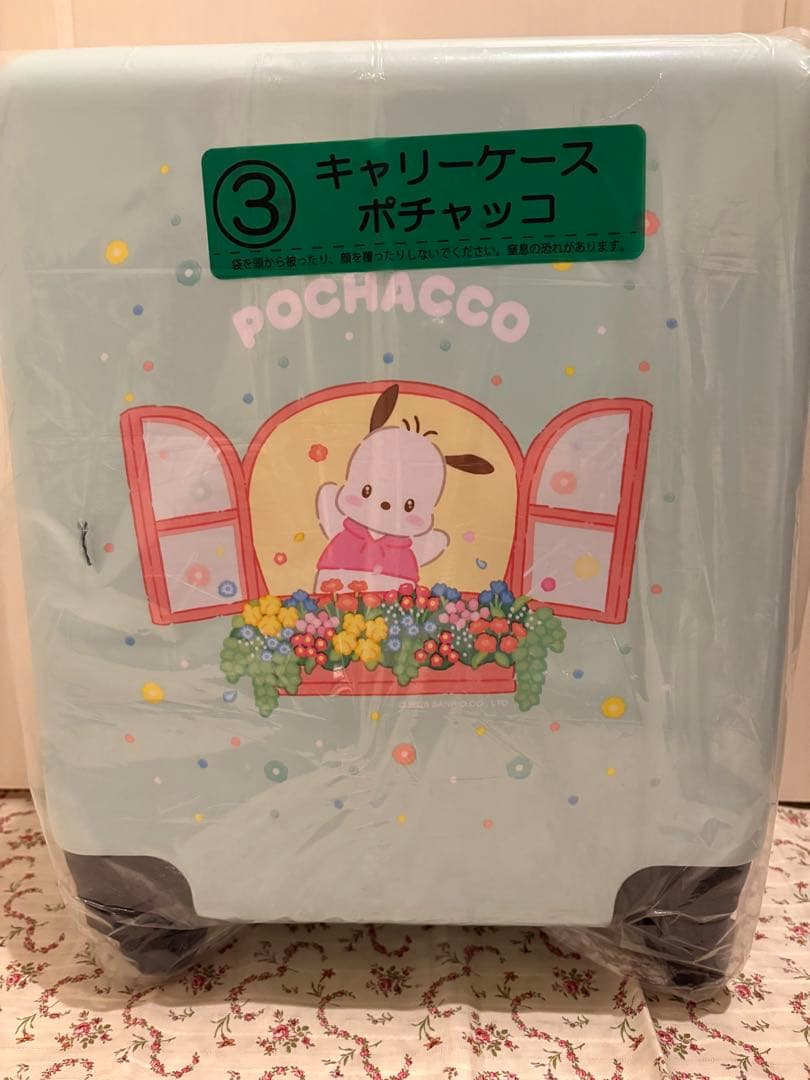 ③ キャリーケース
ポチャッコ
袋を頭から被ったり、顔を覆ったりしないでください。窒息の恐れがあります。
POCHACCO